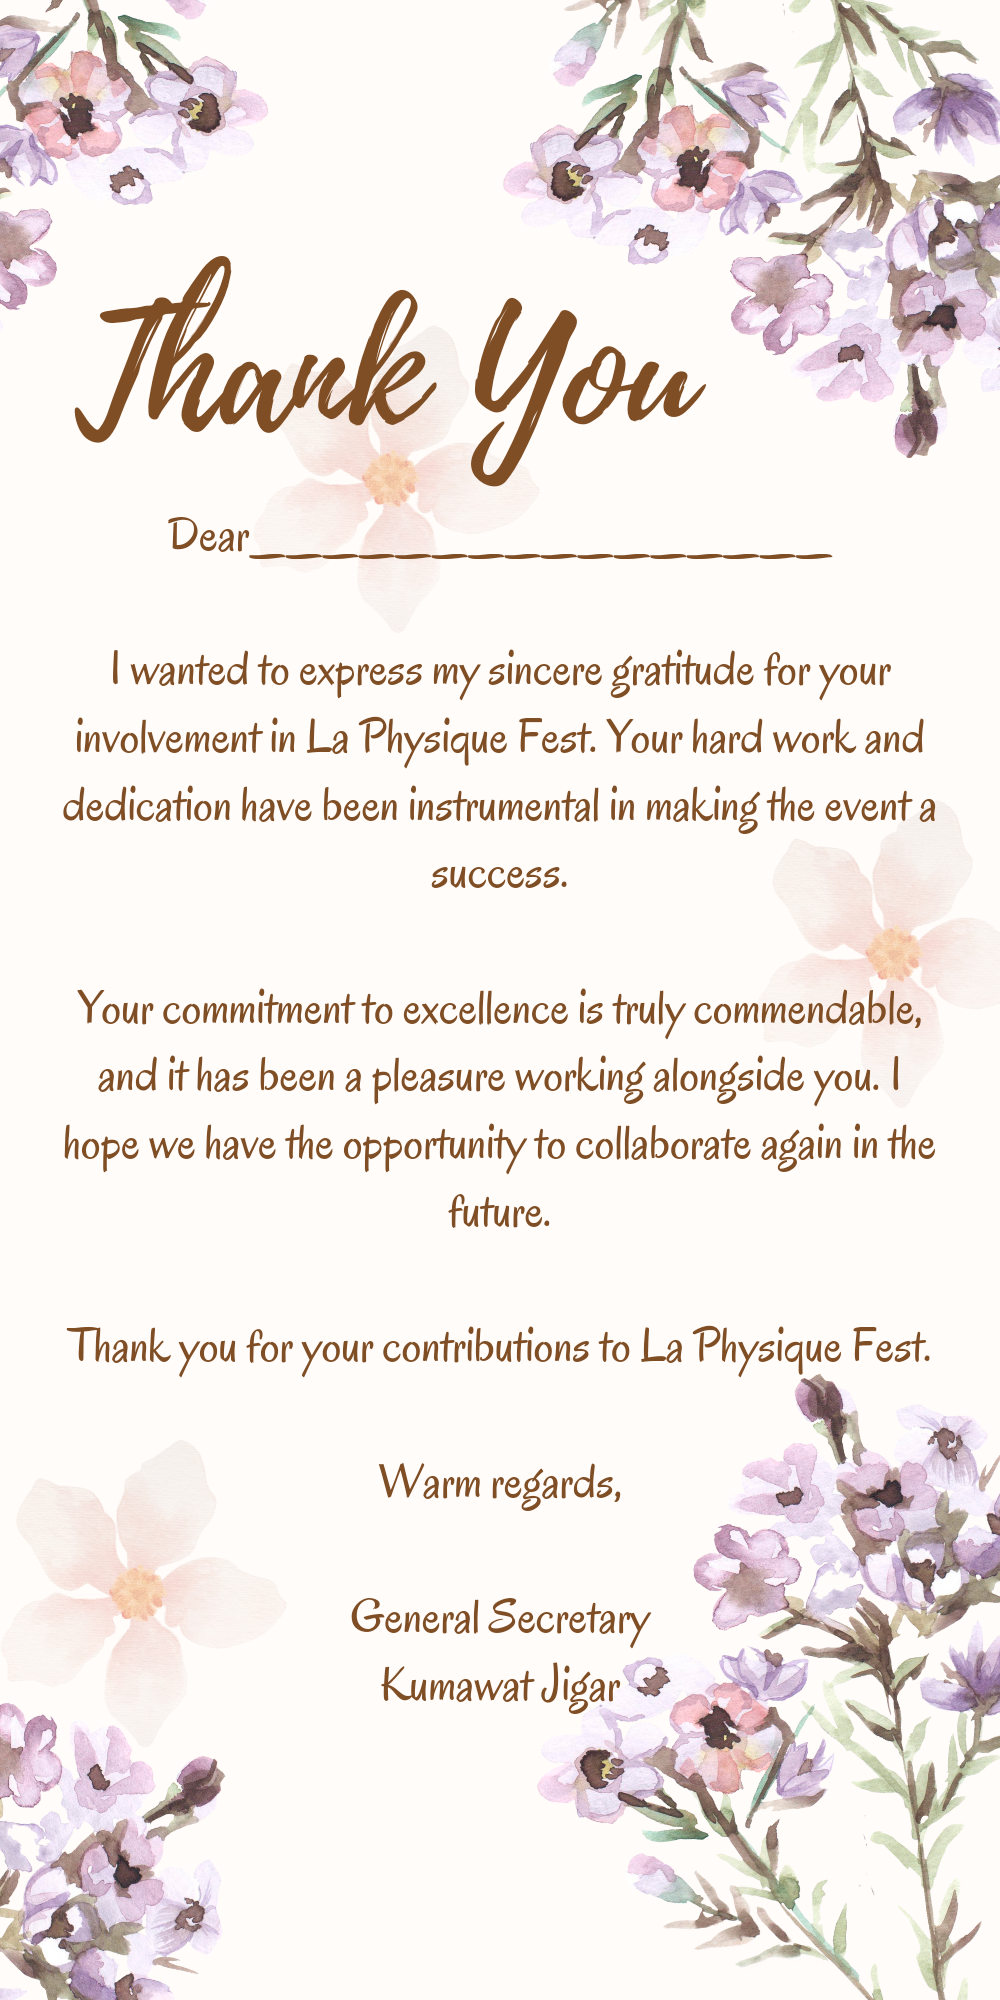 Thank You
Dear________________
I wanted to express my sincere gratitude for your
involvement in La Physique Fest. Your hard work and
dedication have been instrumental in making the event a
success.
Your commitment to excellence is truly commendable,
and it has been a pleasure working alongside you. I
hope we have the opportunity to collaborate again in the
future.
Thank you for your contributions to La Physique Fest.
Warm regards,
General Secretary
Kumawat Jigar